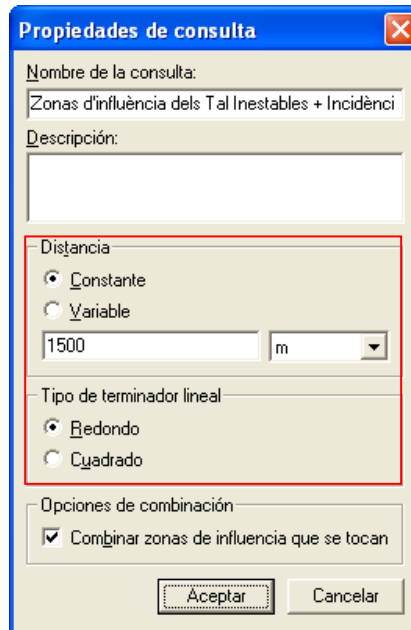 Propiedades de consulta
Nombre de la consulta:
Zonas d'influència dels Tal Inestables + Incidènci
Descripción:
Distancia
Constante
Variable
1500 m
Tipo de terminador lineal
Redondo
Cuadrado
Opciones de combinación
Combinar zonas de influencia que se tocan
Aceptar Cancelar